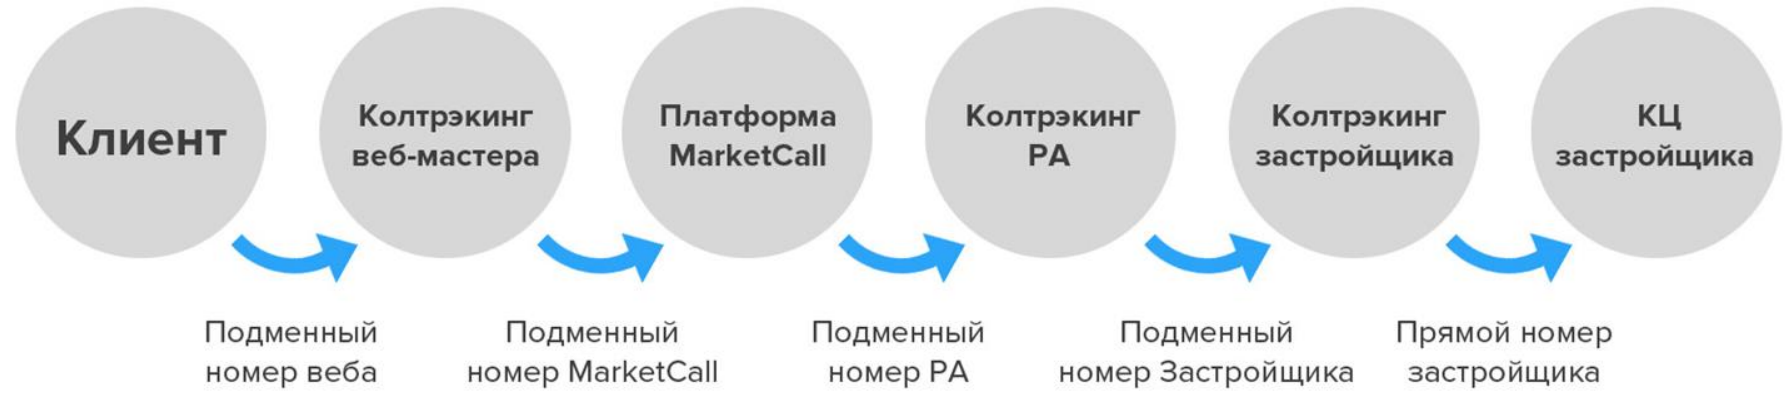 Клиент
Колтрэкинг
веб-мастера
Платформа
MarketCall
Колтрэкинг
РА
Колтрэкинг
застройщика
КЦ
застройщика
Подменный
номер веба
Подменный
номер MarketCall
Подменный
номер РА
Подменный
номер Застройщика
Прямой номер
застройщика